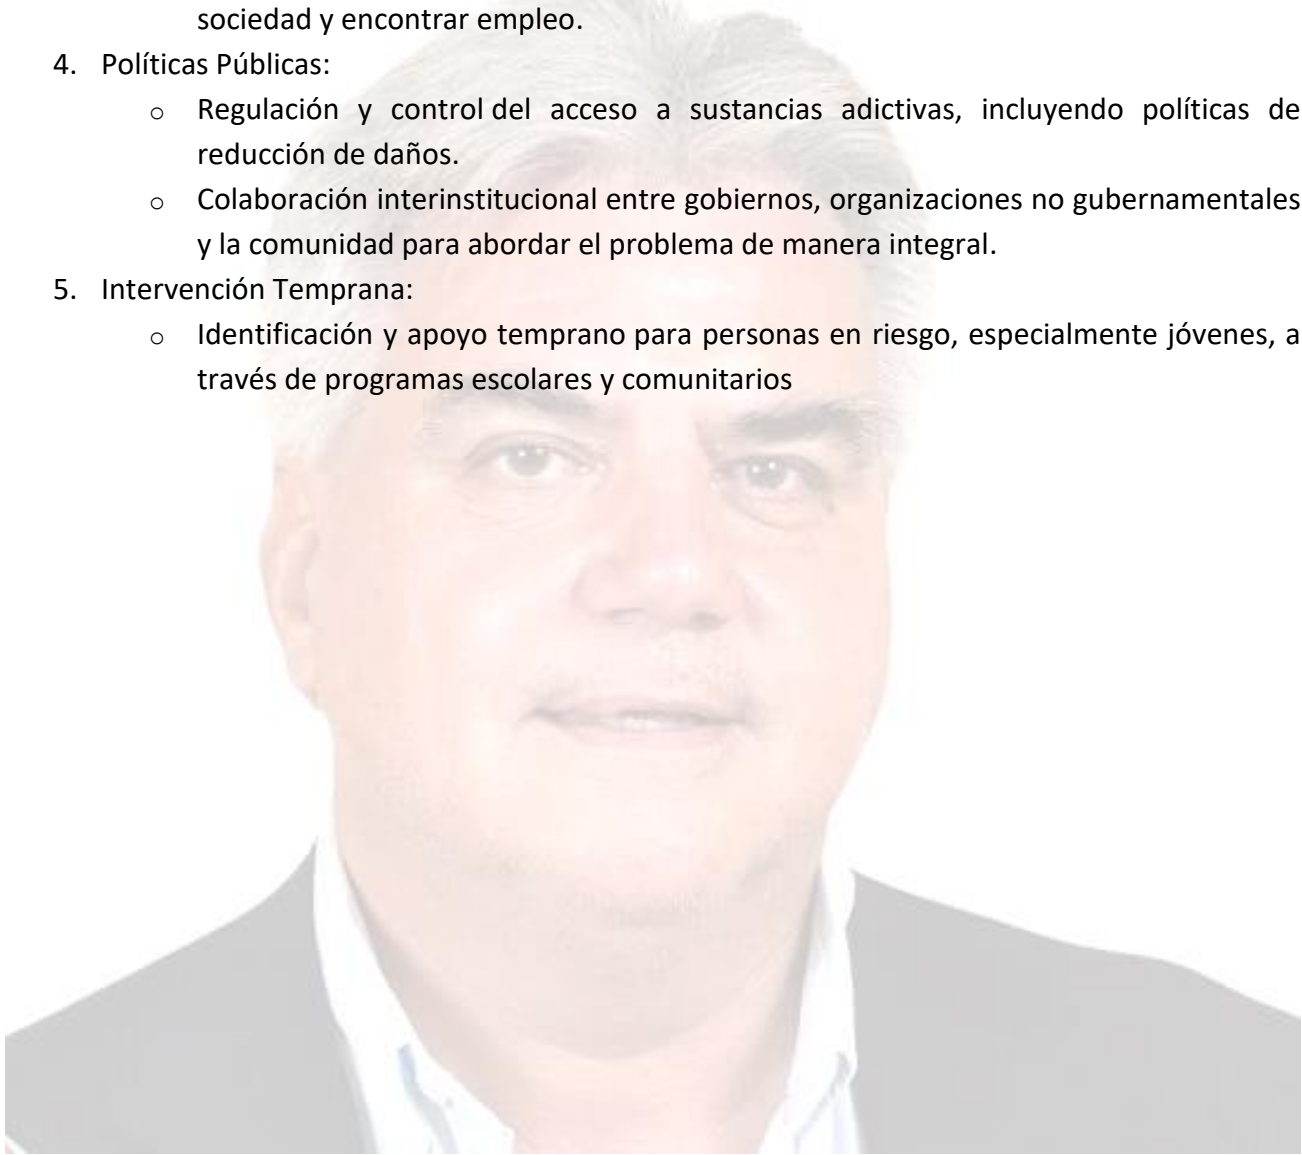 sociedad y encontrar empleo.
4. Políticas Públicas:
o Regulación y control del acceso a sustancias adictivas, incluyendo políticas de
reducción de daños.
o Colaboración interinstitucional entre gobiernos, organizaciones no gubernamentales
y la comunidad para abordar el problema de manera integral.
5. Intervención Temprana:
o Identificación y apoyo temprano para personas en riesgo, especialmente jóvenes, a
través de programas escolares y comunitarios